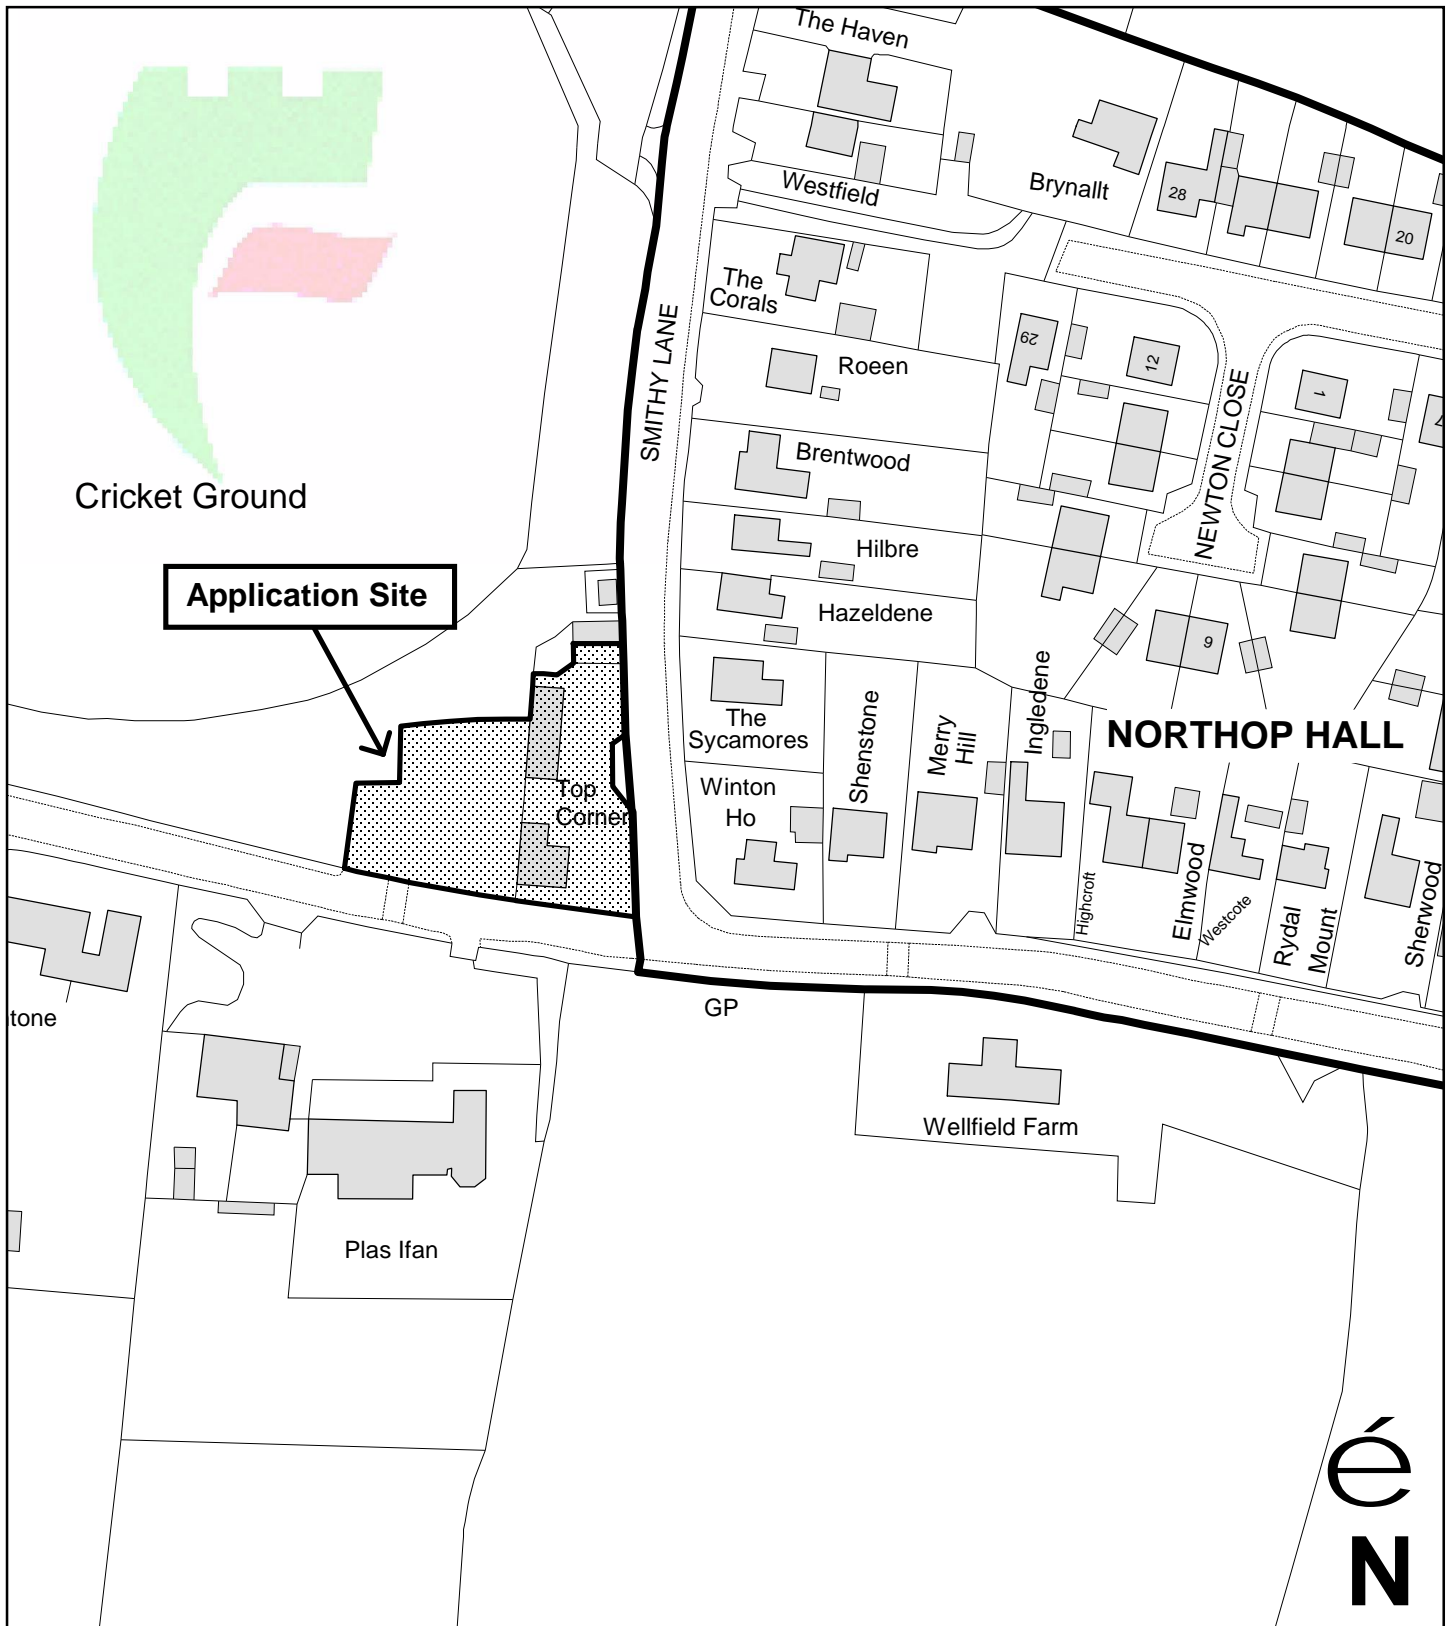 The Haven
Westfield
Brynallt
28
20
The
Corals
SMITHY LANE
Roeen
29
12
NEWTON CLOSE
1
7
Brentwood
Cricket Ground
Hilbre
Application Site
Hazeldene
9
The
Sycamores
Shenstone
Merry
Hill
Ingledene
NORTHOP HALL
Top
Corner
Winton
Ho
Highcroft
Elmwood
Westcote
Rydal
Mount
Sherwood
tone
GP
Wellfield Farm
Plas Ifan
é
N